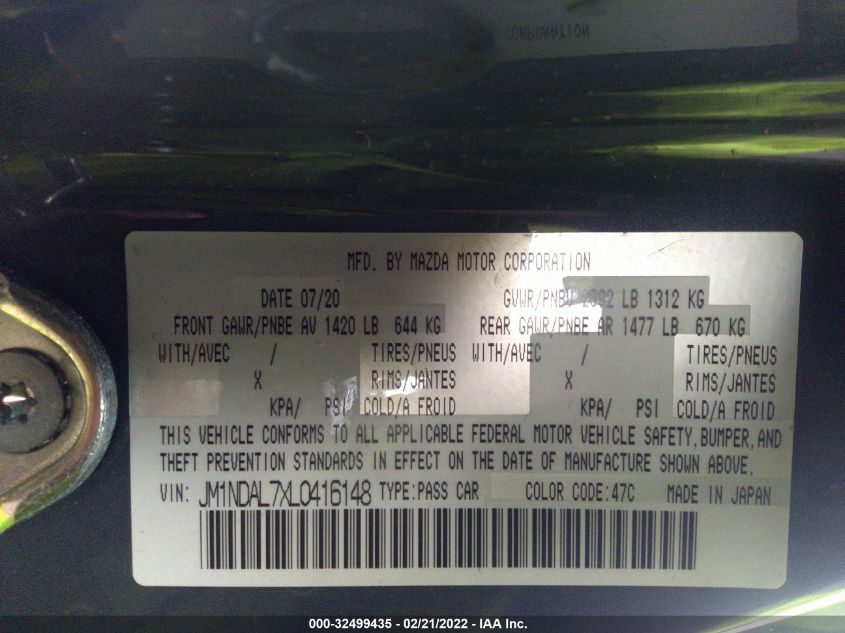 CORPORATION
MFD. BY MAZDA MOTOR CORPORATION
DATE 07/20 GVWR/PNBV LB 1312 KG
FRONT GAWR/PNBE AV 1420 LB 644 KG REAR GAWR/PNBE AR 1477 LB 670 KG
WITH/AVEC / TIRES/PNEUS WITH/AVEC / TIRES/PNEUS
X RIMS/JANTES X RIMS/JANTES
KPA/ PSI COLD/A FROID KPA/ PSI COLD/A FROID
THIS VEHICLE CONFORMS TO ALL APPLICABLE FEDERAL MOTOR VEHICLE SAFETY, BUMPER, AND
THEFT PREVENTION STANDARDS IN EFFECT ON THE DATE OF MANUFACTURE SHOWN ABOVE.
VIN: JM1NDAL7XL0416148 TYPE:PASS CAR COLOR CODE:47C MADE IN JAPAN
000-32499435 - 02/21/2022 - IAA Inc.